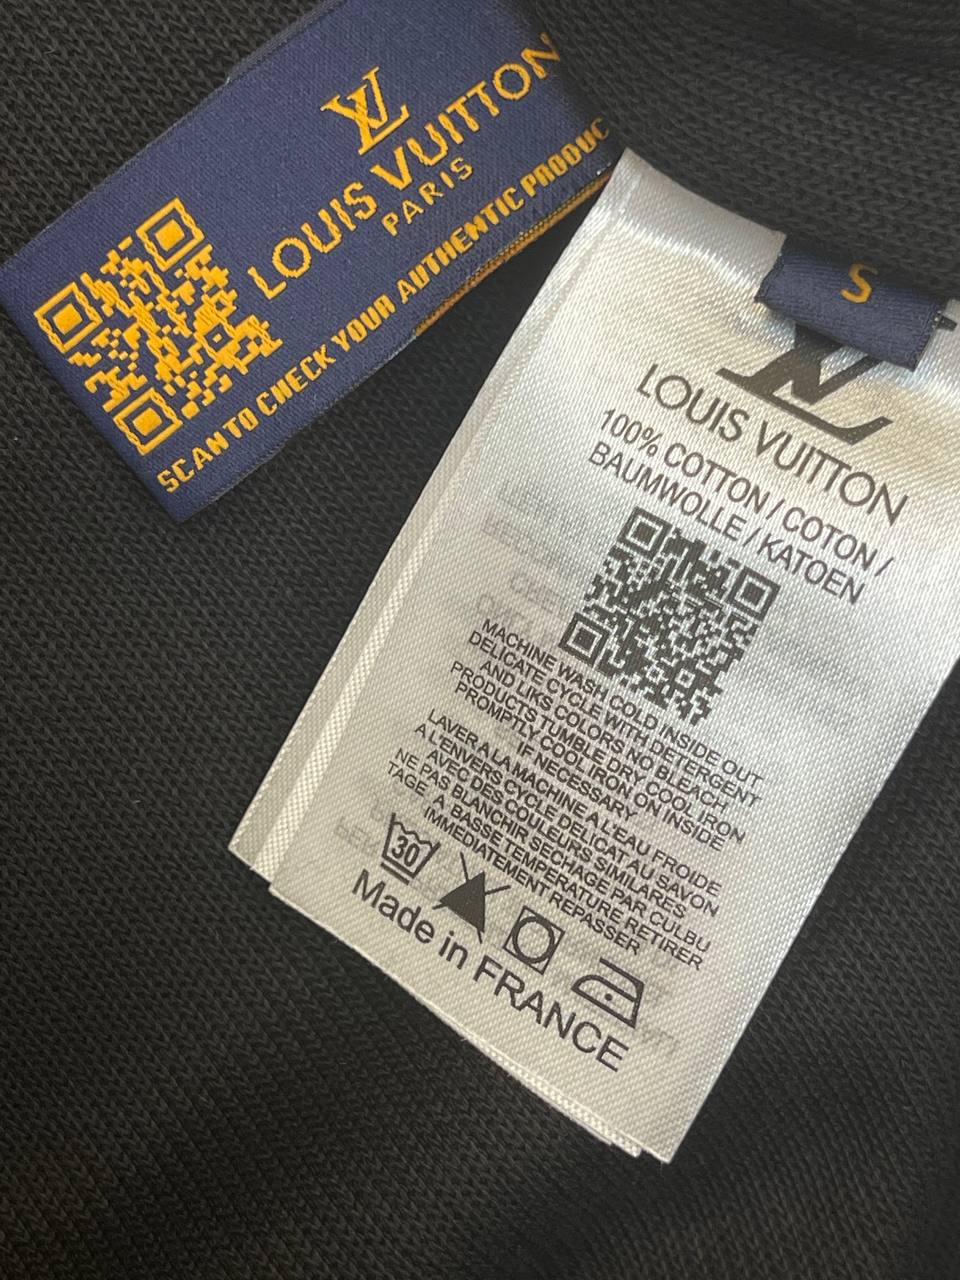 LV
LOUIS VUITTON
PARIS
SCAN TO CHECK YOUR AUTHENTIC PRODUC
S
LV
LOUIS VUITTON
100% COTTON / COTON /
BAUMWOLLE / KATOEN
MACHINE WASH COLD INSIDE OUT
DELICATE CYCLE WITH DETERGENT
AND LIKS COLORS NO BLEACH
PRODUCTS TUMBLE DRY COOL IRON
PROMPTLY COOLIRON ON INSIDE
IF NECESSARY
LAVER A LA MACHINE A L'EAU FROIDE
A L'ENVERS CYCLE DELICAT AU SAVON
AVEC DES COULEURS SIMILARES
NE PAS BLANCHIR SECHAGE PAR CULBU
TAGE A BASSE TEMPERATURE RETIRER
IMMEDIATEMENT REPASSER
30
Made in FRANCE